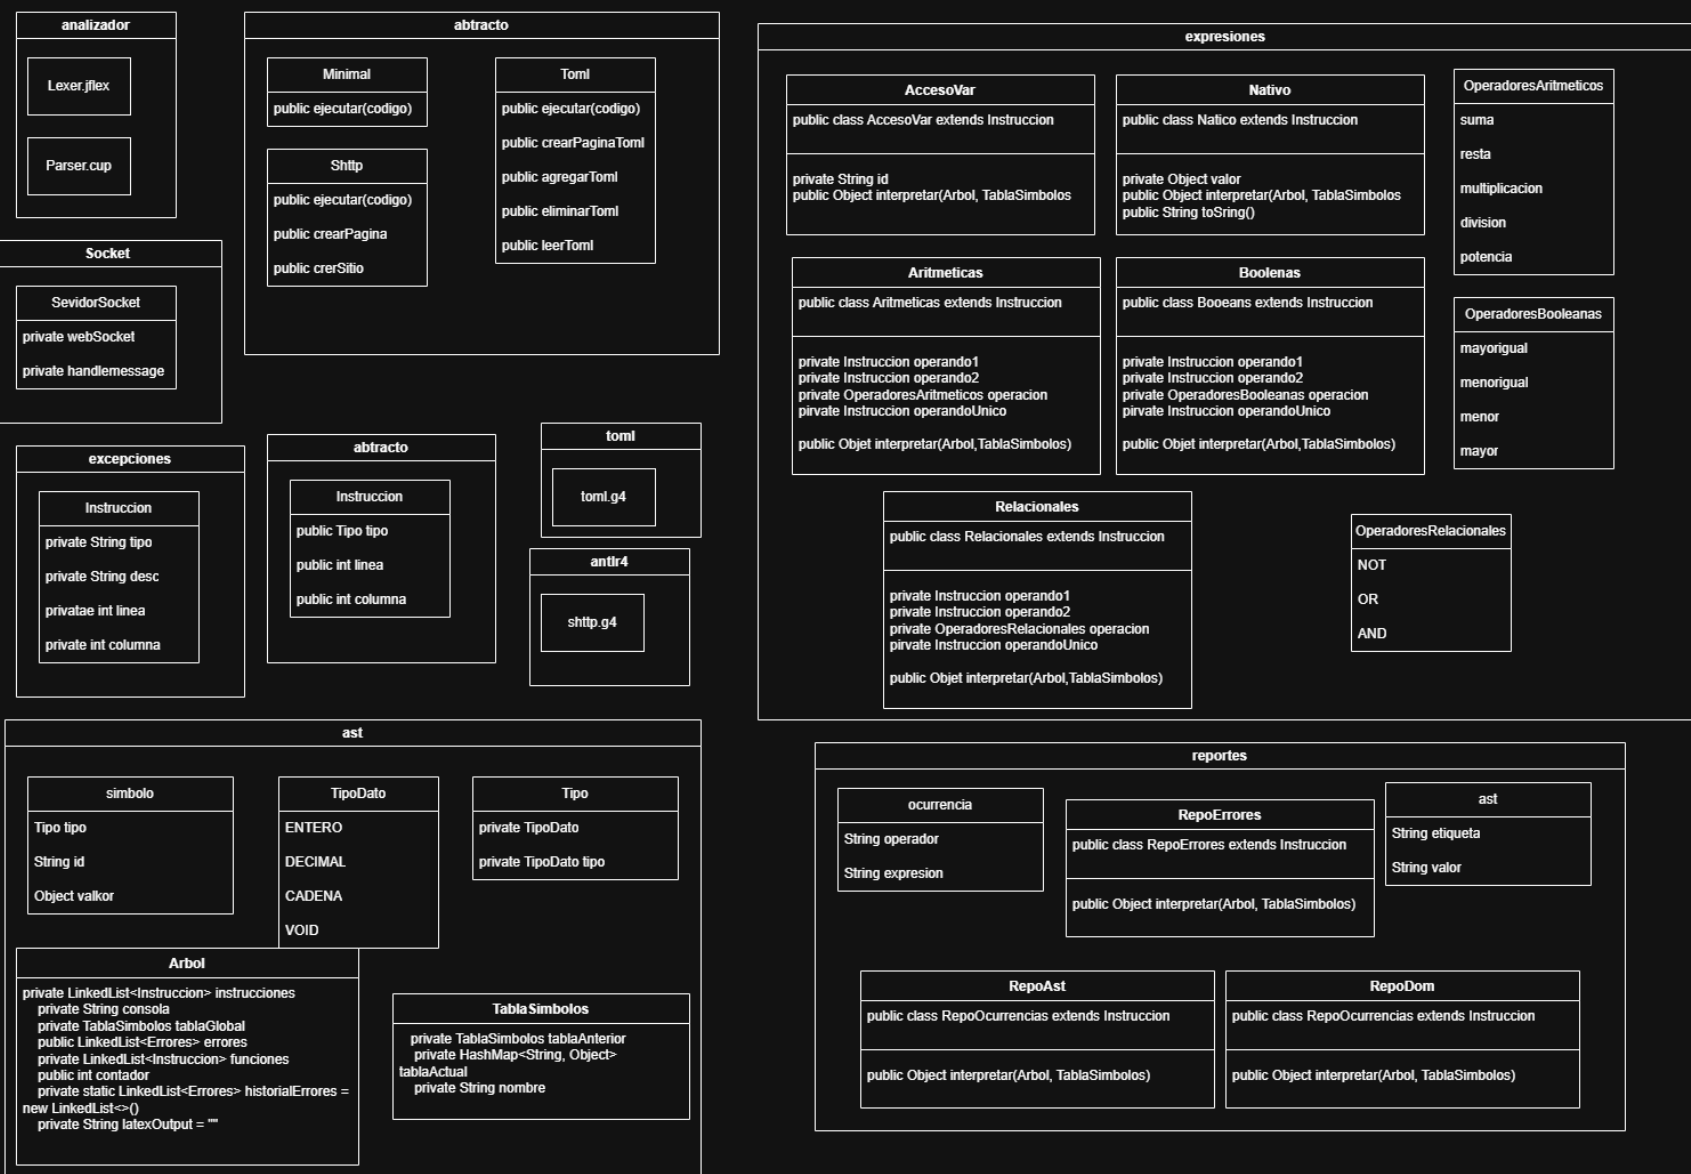 analizador
Lexer.jflex
Parser.cup
abtracto
Minimal
public ejecutar(codigo)
Shttp
public ejecutar(codigo)
public crearPagina
public crerSitio
Toml
public ejecutar(codigo)
public crearPaginaToml
public agregarToml
public eliminarToml
public leerToml
Socket
SevidorSocket
private webSocket
private handlemessage
excepciones
Instruccion
private String tipo
private String desc
privatae int linea
private int columna
abtracto
Instruccion
public Tipo tipo
public int linea
public int columna
toml
toml.g4
antlr4
shttp.g4
ast
simbolo
Tipo tipo
String id
Object valkor
TipoDato
ENTERO
DECIMAL
CADENA
VOID
Tipo
private TipoDato
private TipoDato tipo
Arbol
private LinkedList<Instruccion> instrucciones
private String consola
private TablaSimbolos tablaGlobal
public LinkedList<Errores> errores
private LinkedList<Instruccion> funciones
public int contador
private static LinkedList<Errores> historialErrores =
new LinkedList<>()
private String latexOutput = ""
TablaSimbolos
private TablaSimbolos tablaAnterior
private HashMap<String, Object>
tablaActual
private String nombre
expresiones
AccesoVar
public class AccesoVar extends Instruccion
private String id
public Object interpretar(Arbol, TablaSimbolos
Nativo
public class Natico extends Instruccion
private Object valor
public Object interpretar(Arbol, TablaSimbolos
public String toSring()
OperadoresAritmeticos
suma
resta
multiplicacion
division
potencia
Aritmeticas
public class Aritmeticas extends Instruccion
private Instruccion operando1
private Instruccion operando2
private OperadoresAritmeticos operacion
pirvate Instruccion operandoUnico
public Objet interpretar(Arbol,TablaSimbolos)
Boolenas
public class Booeans extends Instruccion
private Instruccion operando1
private Instruccion operando2
private OperadoresBooleanas operacion
pirvate Instruccion operandoUnico
public Objet interpretar(Arbol,TablaSimbolos)
OperadoresBooleanas
mayorigual
menorigual
menor
mayor
Relacionales
public class Relacionales extends Instruccion
private Instruccion operando1
private Instruccion operando2
private OperadoresRelacionales operacion
pirvate Instruccion operandoUnico
public Objet interpretar(Arbol,TablaSimbolos)
OperadoresRelacionales
NOT
OR
AND
reportes
ocurrencia
String operador
String expresion
RepoErrores
public class RepoErrores extends Instruccion
public Object interpretar(Arbol, TablaSimbolos)
ast
String etiqueta
String valor
RepoAst
public class RepoOcurrencias extends Instruccion
public Object interpretar(Arbol, TablaSimbolos)
RepoDom
public class RepoOcurrencias extends Instruccion
public Object interpretar(Arbol, TablaSimbolos)